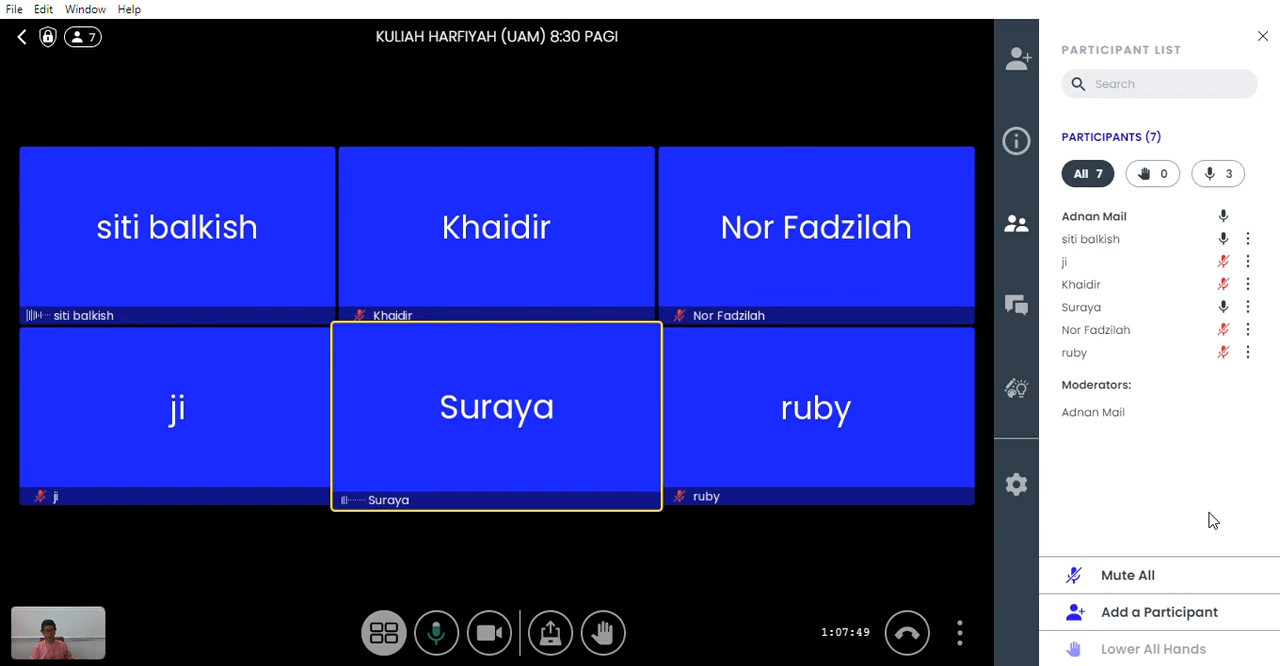 File Edit Window Help
7
KULIAH HARFIYAH (UAM) 8:30 PAGI
siti balkish
Khaidir
Nor Fadzilah
siti balkish
Khaidir
Nor Fadzilah
ji
Suraya
ruby
ji
Suraya
ruby
1:07:49
PARTICIPANT LIST
Search
PARTICIPANTS (7)
All 7 0 3
Adnan Mail
siti balkish
ji
Khaidir
Suraya
Nor Fadzilah
ruby
Moderators:
Adnan Mail
Mute All
Add a Participant
Lower All Hands